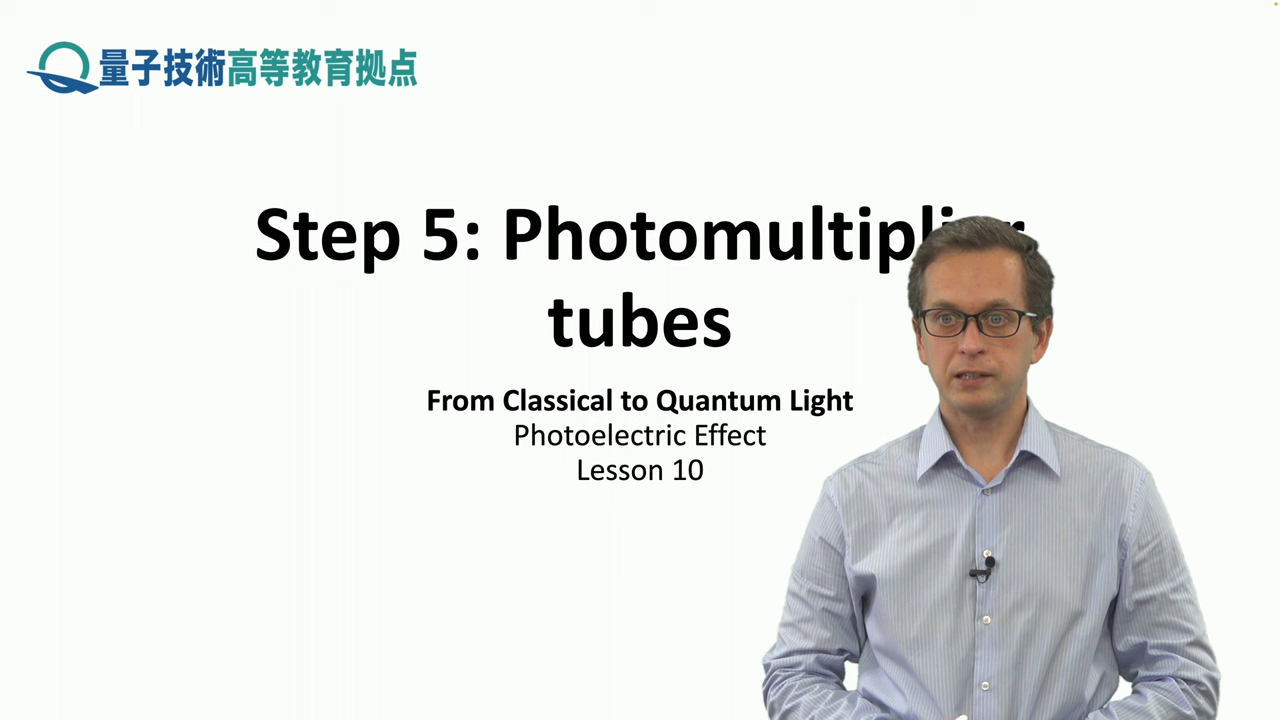 量子技術高等教育拠点
Step 5: Photomultiplier
tubes
From Classical to Quantum Light
Photoelectric Effect
Lesson 10